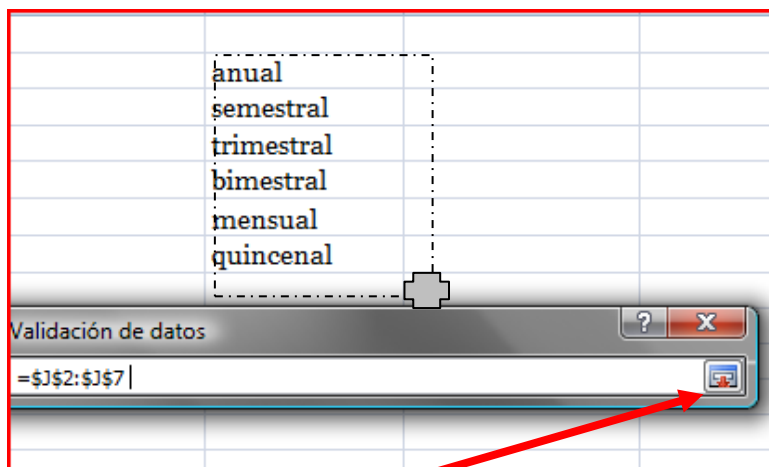 anual
semestral
trimestral
bimestral
mensual
quincenal
Validación de datos
?
=$J$2:$J$7